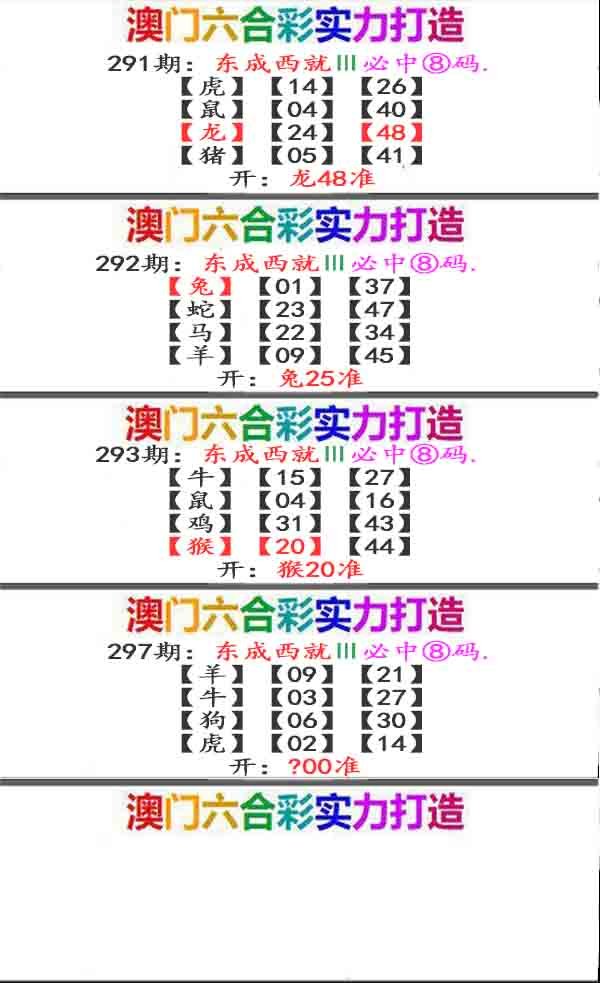 澳门六合彩实力打造
291期：东成西就III必中⑧码.
【虎】【14】【26】
【鼠】【04】【40】
【龙】【24】【48】
【猪】【05】【41】
开：龙48准
澳门六合彩实力打造
292期：东成西就III必中⑧码.
【兔】【01】【37】
【蛇】【23】【47】
【马】【22】【34】
【羊】【09】【45】
开：兔25准
澳门六合彩实力打造
293期：东成西就III必中⑧码.
【牛】【15】【27】
【鼠】【04】【16】
【鸡】【31】【43】
【猴】【20】【44】
开：猴20准
澳门六合彩实力打造
297期：东成西就III必中⑧码.
【羊】【09】【21】
【牛】【03】【27】
【狗】【06】【30】
【虎】【02】【14】
开：?00准
澳门六合彩实力打造